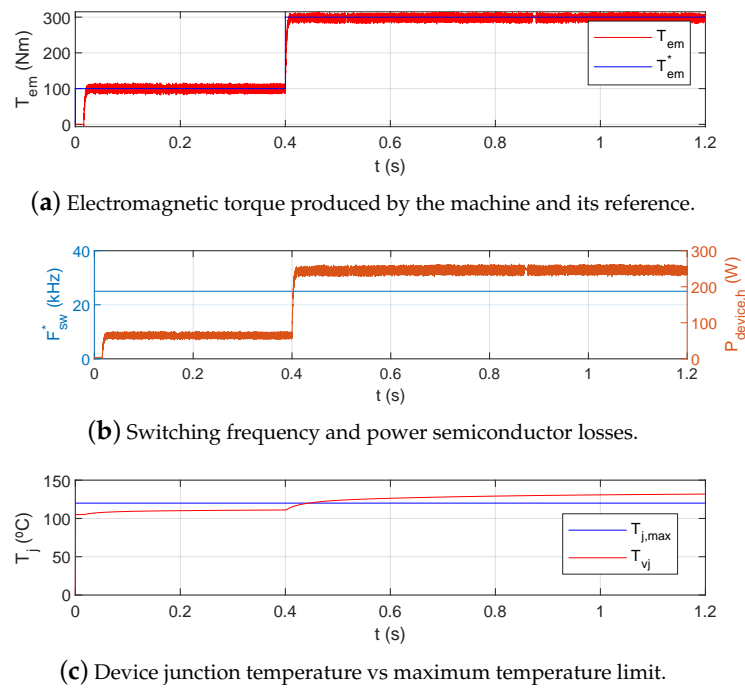 300
200
100
0
T_em (Nm)
T_em
T*_em
0 0.2 0.4 0.6 0.8 1 1.2
t (s)
(a) Electromagnetic torque produced by the machine and its reference.
40
20
0
F*_sw (kHz)
300
200
100
0
P_device,h (W)
0 0.2 0.4 0.6 0.8 1 1.2
t (s)
(b) Switching frequency and power semiconductor losses.
150
100
50
0
T_j (ºC)
T_j,max
T_vj
0 0.2 0.4 0.6 0.8 1 1.2
t (s)
(c) Device junction temperature vs maximum temperature limit.